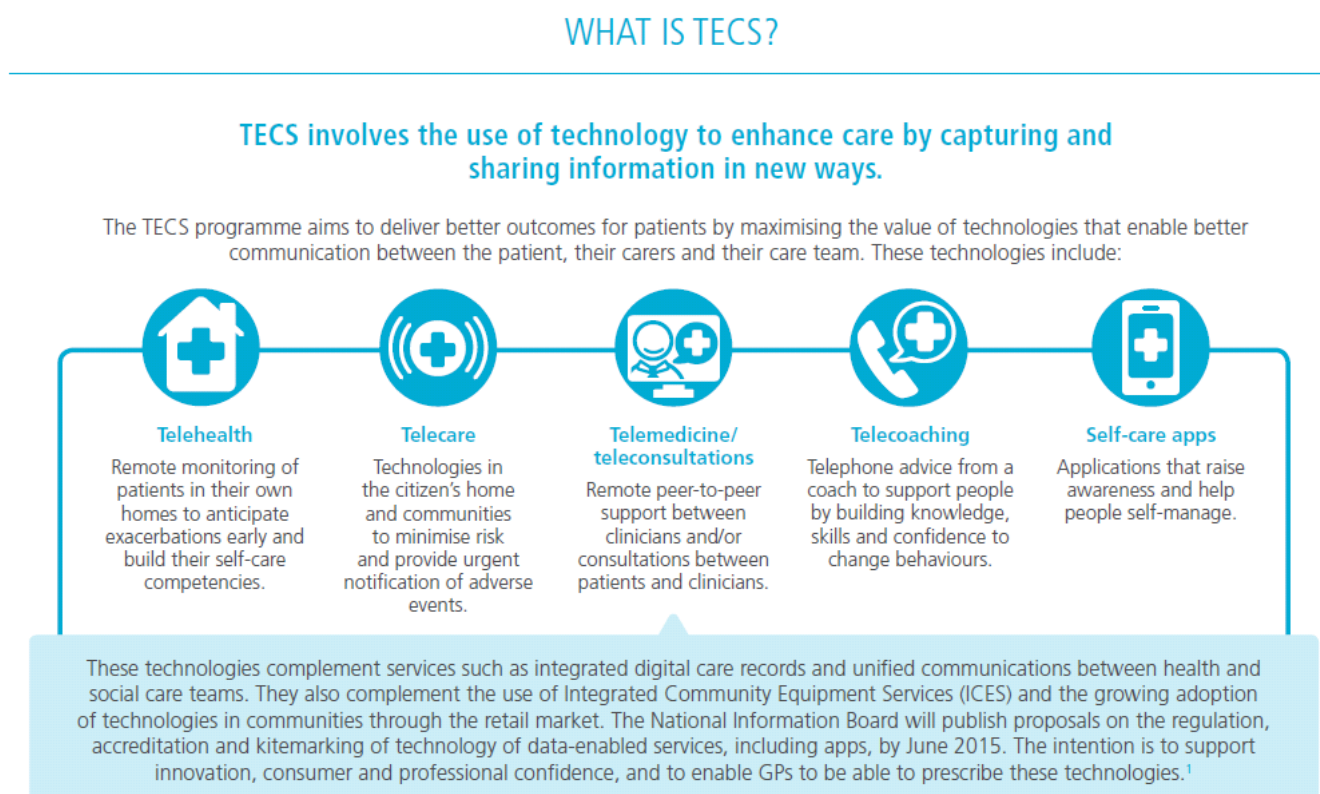 WHAT IS TECS?
TECS involves the use of technology to enhance care by capturing and
sharing information in new ways.
The TECS programme aims to deliver better outcomes for patients by maximising the value of technologies that enable better
communication between the patient, their carers and their care team. These technologies include:
Telehealth
Remote monitoring of
patients in their own
homes to anticipate
exacerbations early and
build their self-care
competencies.
Telecare
Technologies in
the citizen's home
and communities
to minimise risk
and provide urgent
notification of adverse
events.
Telemedicine/
teleconsultations
Remote peer-to-peer
support between
clinicians and/or
consultations between
patients and clinicians.
Telecoaching
Telephone advice from a
coach to support people
by building knowledge,
skills and confidence to
change behaviours.
Self-care apps
Applications that raise
awareness and help
people self-manage.
These technologies complement services such as integrated digital care records and unified communications between health and
social care teams. They also complement the use of Integrated Community Equipment Services (ICES) and the growing adoption
of technologies in communities through the retail market. The National Information Board will publish proposals on the regulation,
accreditation and kitemarking of technology of data-enabled services, including apps, by June 2015. The intention is to support
innovation, consumer and professional confidence, and to enable GPs to be able to prescribe these technologies.1